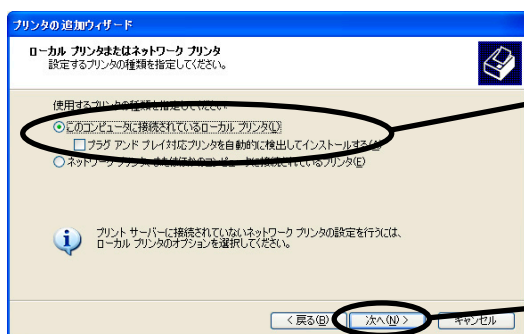 プリンタの追加ウィザード
ローカル プリンタまたはネットワーク プリンタ
設定するプリンタの種類を指定してください。
使用するプリンタの種類を指定してください:
このコンピュータに接続されているローカル プリンタ(L)
プラグ アンド プレイ対応プリンタを自動的に検出してインストールする(A)
ネットワーク プリンタ、またはほかのコンピュータに接続されているプリンタ(E)
プリント サーバーに接続されていないネットワーク プリンタの設定を行うには、
ローカル プリンタのオプションを選択してください。
< 戻る(B) 次へ(N) > キャンセル